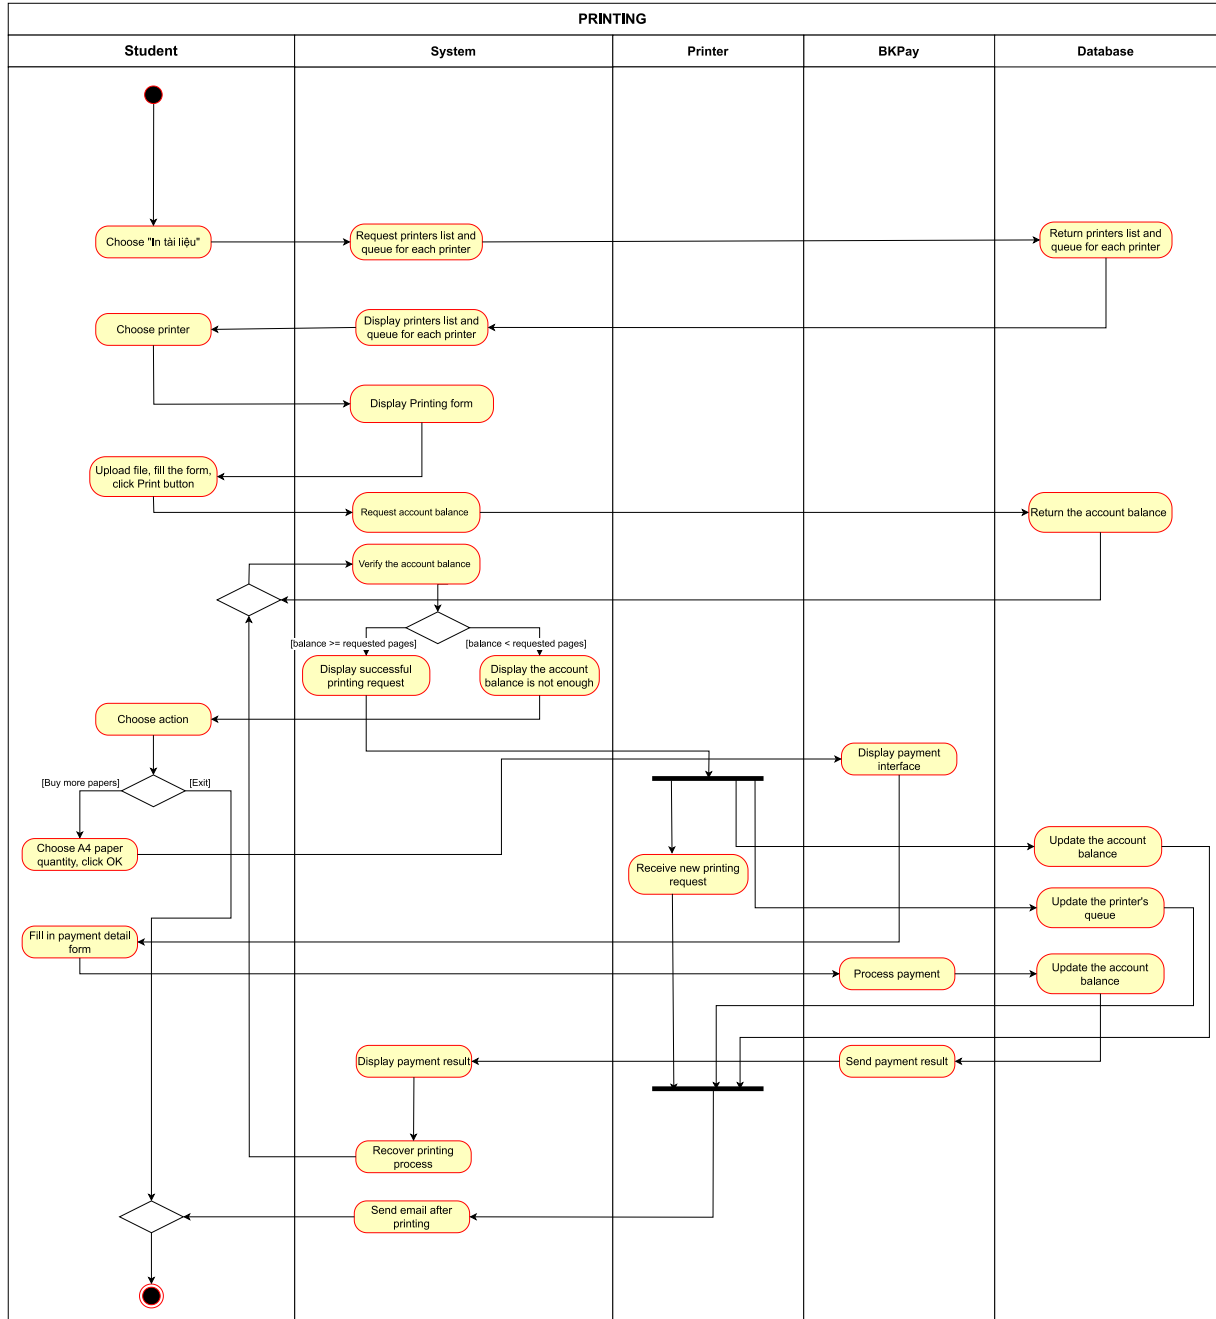 PRINTING
Student
System
Printer
BKPay
Database
Choose "In tài liệu"
Request printers list and
queue for each printer
Return printers list and
queue for each printer
Choose printer
Display printers list and
queue for each printer
Display Printing form
Upload file, fill the form,
click Print button
Request account balance
Return the account balance
Verify the account balance
[balance >= requested pages]
[balance < requested pages]
Display successful
printing request
Display the account
balance is not enough
Choose action
Display payment
interface
[Buy more papers]
[Exit]
Choose A4 paper
quantity, click OK
Receive new printing
request
Update the account
balance
Update the printer's
queue
Fill in payment detail
form
Process payment
Update the account
balance
Display payment result
Send payment result
Recover printing
process
Send email after
printing